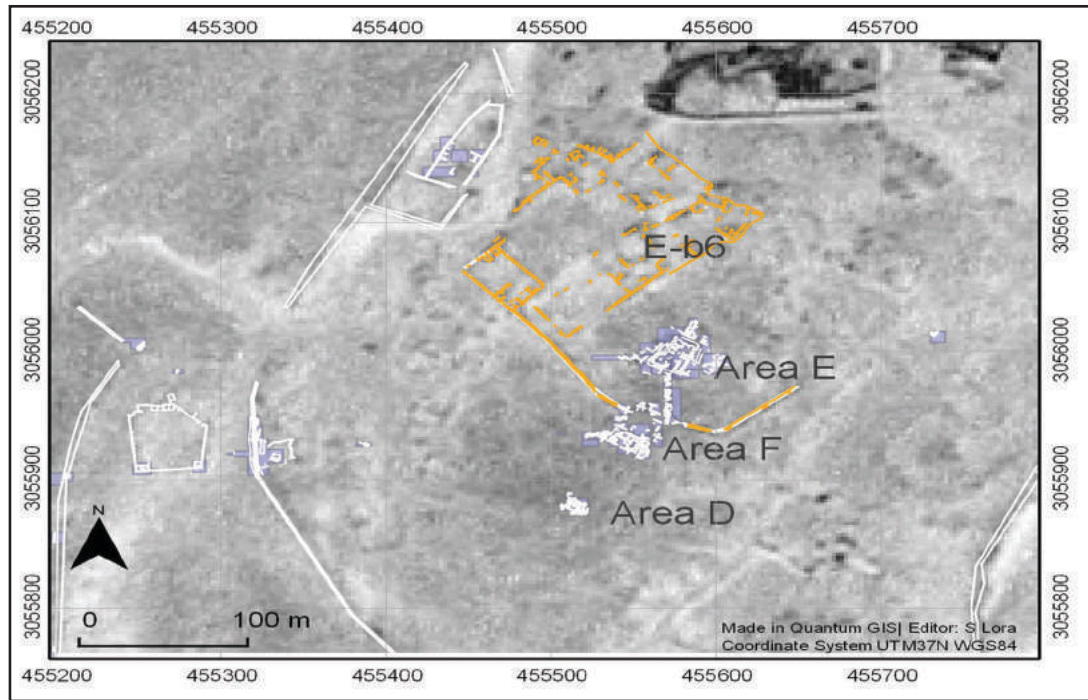 455200 455300 455400 455500 455600 455700
3056200 3056200
3056100 3056100
E-b6
3056000 3056000
Area E
Area F
3055900 3055900
Area D
N
0 100 m
3055800 3055800
Made in Quantum GIS| Editor: S Lora
Coordinate System UTM37N WGS84
455200 455300 455400 455500 455600 455700